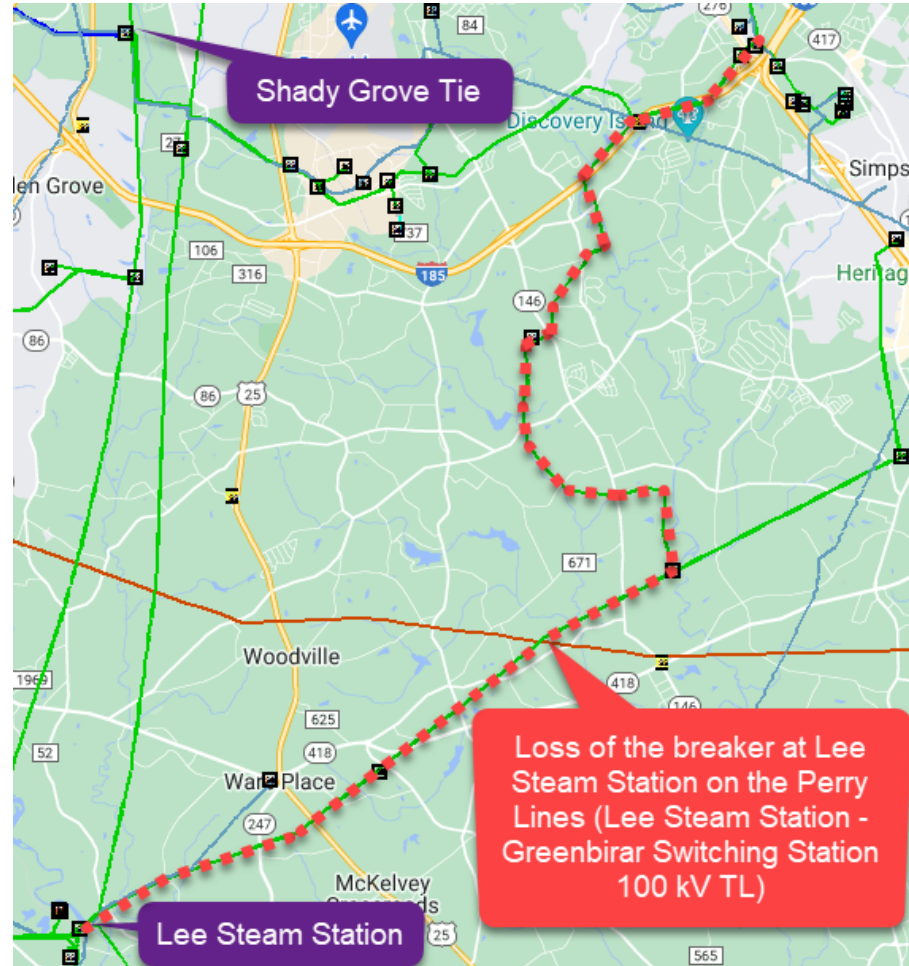 276
84
417
Shady Grove Tie
Discovery Island
27
Simps
len Grove
37
106
316
185
Heritag
146
86
86
25
671
Woodville
1969
418
146
625
52
418
Ware Place
247
Loss of the breaker at Lee
Steam Station on the Perry
Lines (Lee Steam Station -
Greenbirar Switching Station
100 kV TL)
McKelvey
Lee Steam Station
25
565